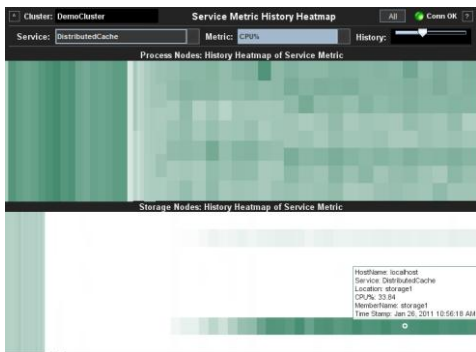 Cluster: DemoCluster Service Metric History Heatmap All Conn OK ?
Service: DistributedCache Metric: CPU% History:
Process Nodes: History Heatmap of Service Metric
Storage Nodes: History Heatmap of Service Metric
HostName: localhost
Service: DistributedCache
Location: storage1
CPU%: 33.84
MemberName: storage1
Time Stamp: Jan 26, 2011 10:56:18 AM